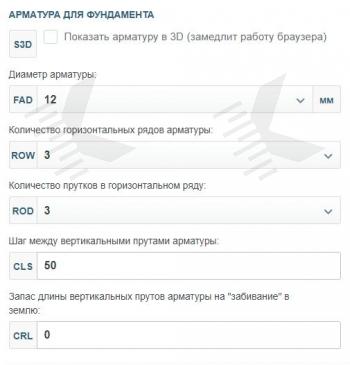 АРМАТУРА ДЛЯ ФУНДАМЕНТА
S3D Показать арматуру в 3D (замедлит работу браузера)
Диаметр арматуры:
FAD 12 мм
Количество горизонтальных рядов арматуры:
ROW 3
Количество прутков в горизонтальном ряду:
ROD 3
Шаг между вертикальными прутами арматуры:
CLS 50
Запас длины вертикальных прутов арматуры на "забивание" в
землю:
CRL 0